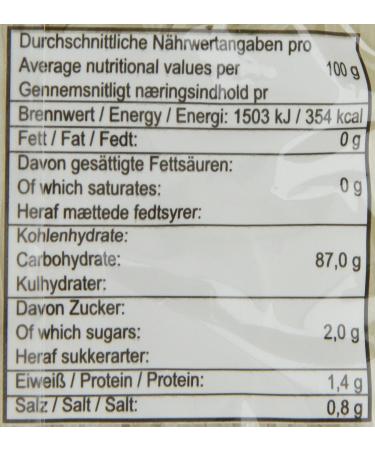 Durchschnittliche Nährwertangaben pro
Average nutritional values per 100 g
Gennemsnitligt næringsindhold pr
Brennwert / Energy / Energi: 1503 kJ / 354 kcal
Fett / Fat / Fedt: 0 g
Davon gesättigte Fettsäuren:
Of which saturates: 0 g
Heraf mættede fedtsyrer:
Kohlenhydrate:
Carbohydrate: 87,0 g
Kulhydrater:
Davon Zucker:
Of which sugars: 2,0 g
Heraf sukkerarter:
Eiweiß / Protein / Protein: 1,4 g
Salz / Salt / Salt: 0,8 g